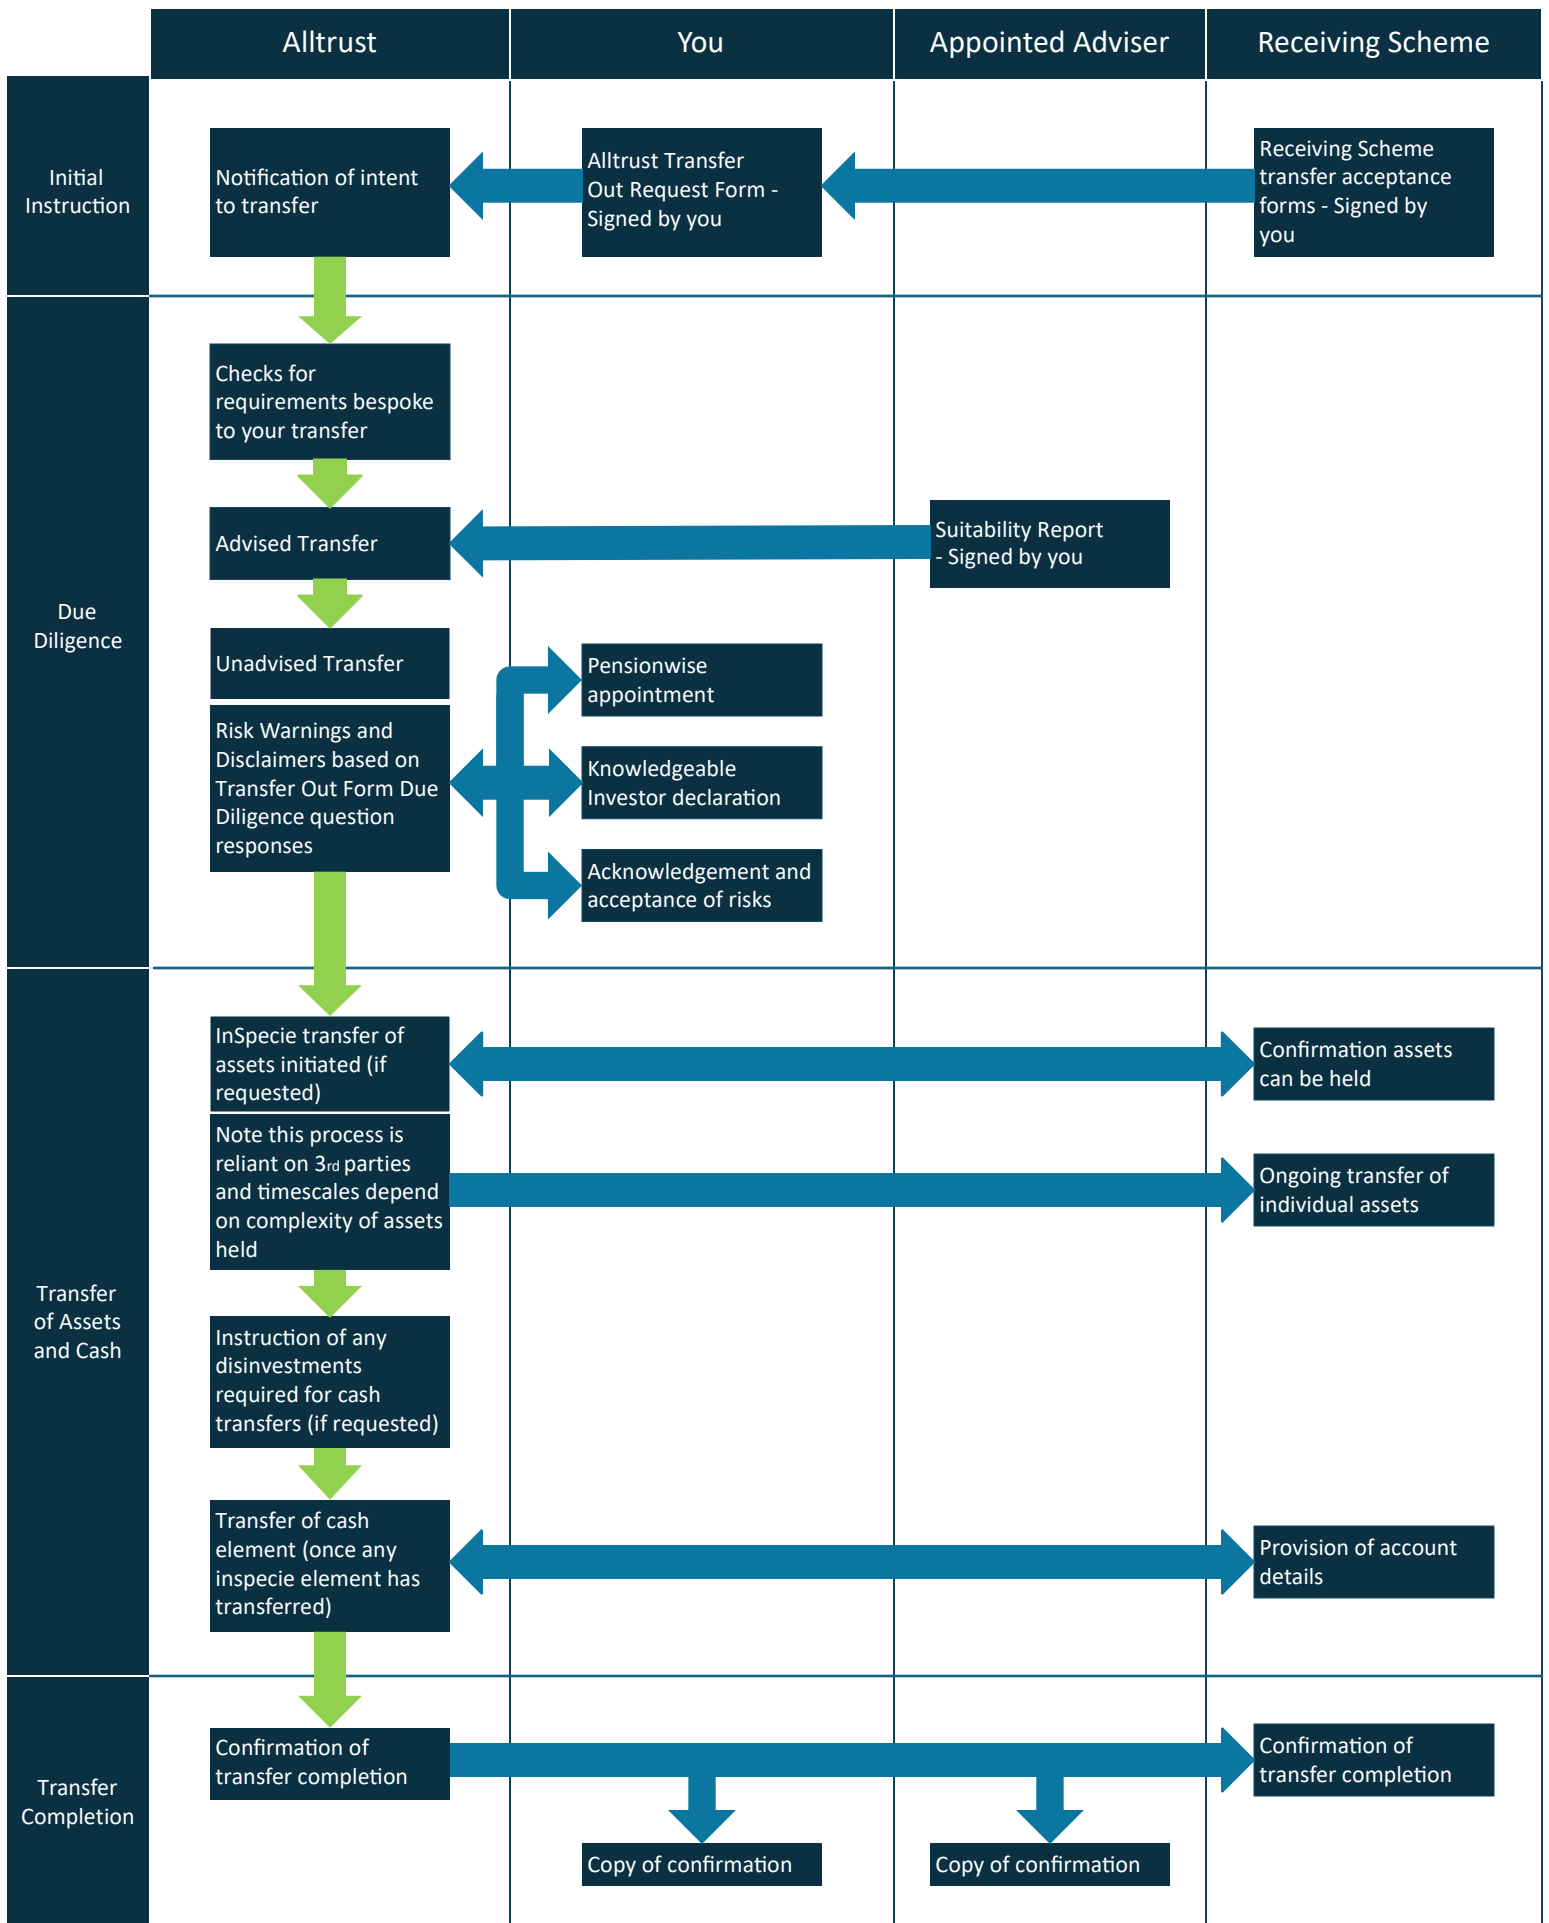 Alltrust
You
Appointed Adviser
Receiving Scheme
Initial
Instruction
Notification of intent
to transfer
Alltrust Transfer
Out Request Form -
Signed by you
Receiving Scheme
transfer acceptance
forms - Signed by
you
Due
Diligence
Checks for
requirements bespoke
to your transfer
Advised Transfer
Suitability Report
- Signed by you
Unadvised Transfer
Risk Warnings and
Disclaimers based on
Transfer Out Form Due
Diligence question
responses
Pensionwise
appointment
Knowledgeable
Investor declaration
Acknowledgement and
acceptance of risks
Transfer
of Assets
and Cash
InSpecie transfer of
assets initiated (if
requested)
Confirmation assets
can be held
Note this process is
reliant on 3rd parties
and timescales depend
on complexity of assets
held
Ongoing transfer of
individual assets
Instruction of any
disinvestments
required for cash
transfers (if requested)
Transfer of cash
element (once any
inspecie element has
transferred)
Provision of account
details
Transfer
Completion
Confirmation of
transfer completion
Confirmation of
transfer completion
Copy of confirmation
Copy of confirmation